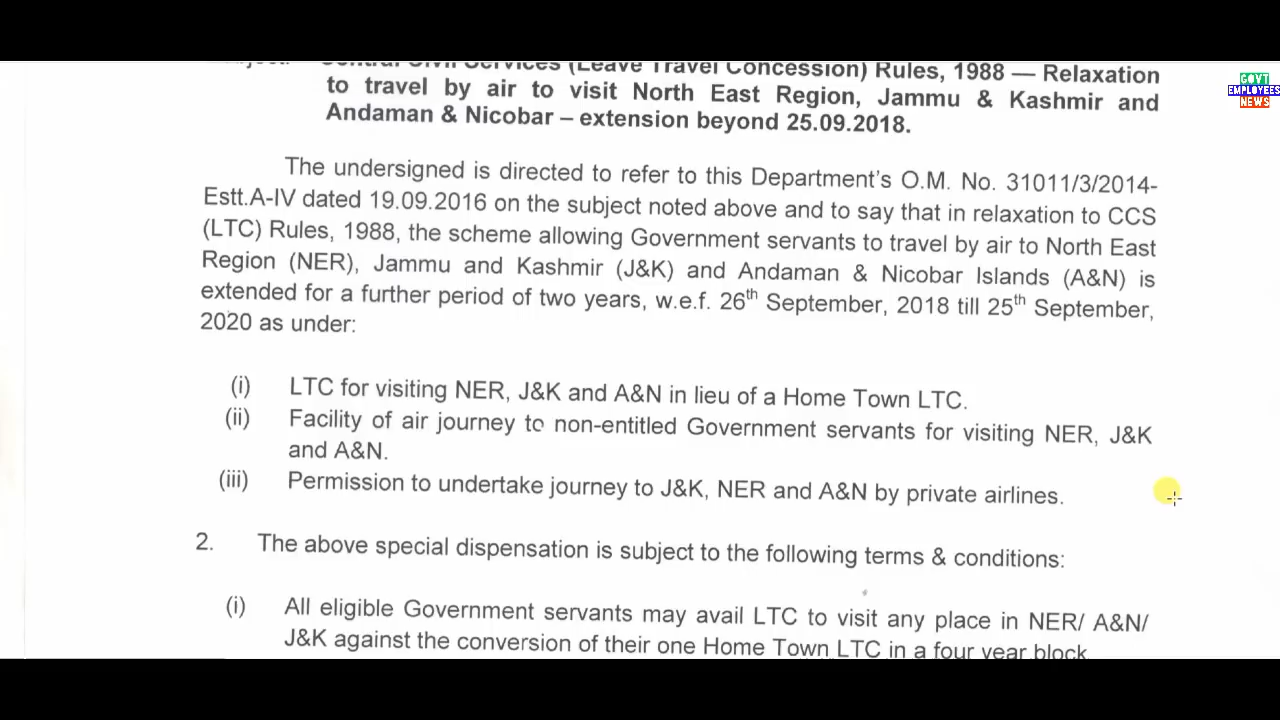 Central Civil Services (Leave Travel Concession) Rules, 1988 — Relaxation
to travel by air to visit North East Region, Jammu & Kashmir and
Andaman & Nicobar – extension beyond 25.09.2018.
GOVT
EMPLOYEES
NEWS
The undersigned is directed to refer to this Department's O.M. No. 31011/3/2014-
Estt.A-IV dated 19.09.2016 on the subject noted above and to say that in relaxation to CCS
(LTC) Rules, 1988, the scheme allowing Government servants to travel by air to North East
Region (NER), Jammu and Kashmir (J&K) and Andaman & Nicobar Islands (A&N) is
extended for a further period of two years, w.e.f. 26th September, 2018 till 25th September,
2020 as under:
(i) LTC for visiting NER, J&K and A&N in lieu of a Home Town LTC.
(ii) Facility of air journey to non-entitled Government servants for visiting NER, J&K
and A&N.
(iii) Permission to undertake journey to J&K, NER and A&N by private airlines.
2. The above special dispensation is subject to the following terms & conditions:
(i) All eligible Government servants may avail LTC to visit any place in NER/ A&N/
J&K against the conversion of their one Home Town LTC in a four year block.